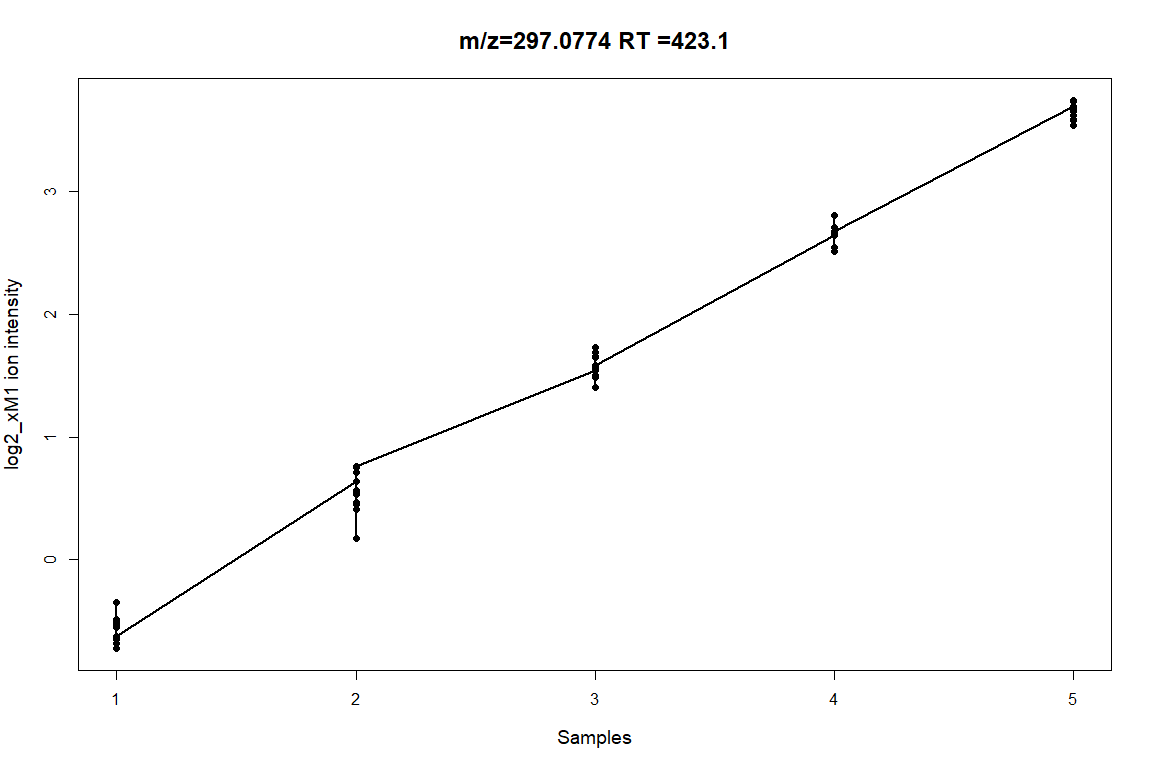 m/z=297.0774 RT =423.1
log2_xM1 ion intensity
3
2
1
0
1 2 3 4 5
Samples